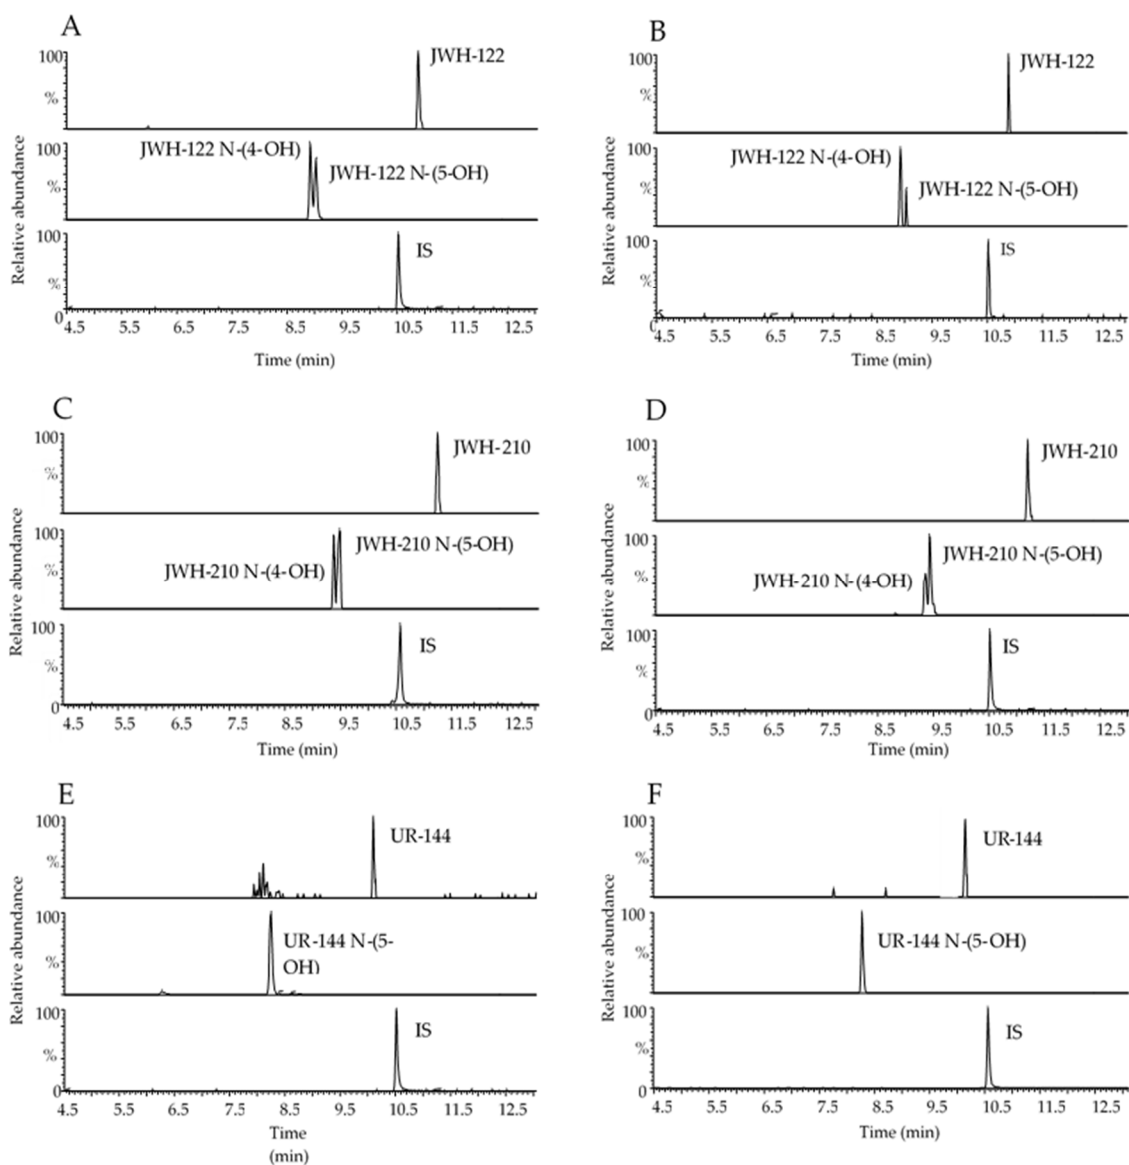 A
100
%
JWH-122
100
%
JWH-122 N-(4-OH)
JWH-122 N-(5-OH)
100
%
0
IS
Relative abundance
4.5 5.5 6.5 7.5 8.5 9.5 10.5 11.5 12.5
Time (min)
B
100
%
JWH-122
100
%
JWH-122 N-(4-OH)
JWH-122 N-(5-OH)
100
%
IS
Relative abundance
4.5 5.5 6.5 7.5 8.5 9.5 10.5 11.5 12.5
Time (min)
C
100
%
JWH-210
100
%
JWH-210 N-(5-OH)
JWH-210 N-(4-OH)
100
%
0
IS
Relative abundance
4.5 5.5 6.5 7.5 8.5 9.5 10.5 11.5 12.5
Time (min)
D
100
%
JWH-210
100
%
JWH-210 N-(5-OH)
JWH-210 N-(4-OH)
100
%
0
IS
Relative abundance
4.5 5.5 6.5 7.5 8.5 9.5 10.5 11.5 12.5
Time (min)
E
100
%
UR-144
100
%
UR-144 N-(5-
OH)
100
%
0
IS
Relative abundance
4.5 5.5 6.5 7.5 8.5 9.5 10.5 11.5 12.5
Time
(min)
F
100
%
UR-144
100
%
UR-144 N-(5-OH)
100
%
0
IS
Relative abundance
4.5 5.5 6.5 7.5 8.5 9.5 10.5 11.5 12.5
Time (min)